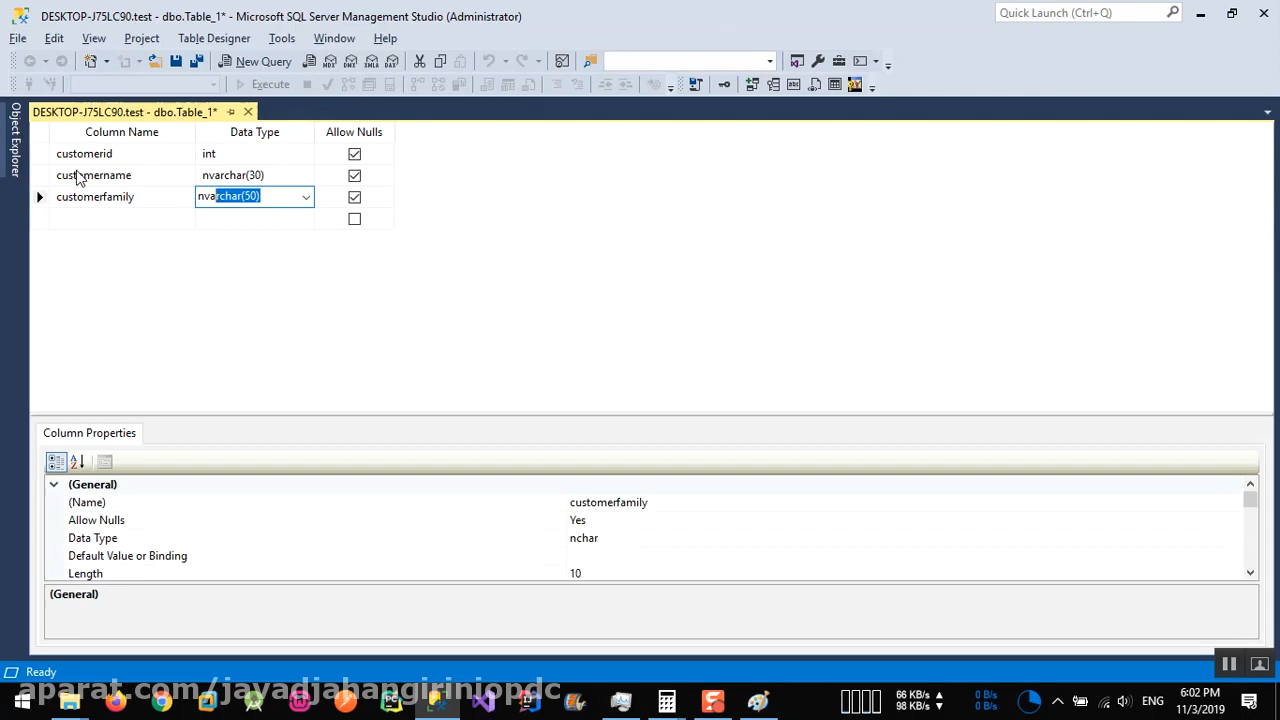 DESKTOP-J75LC90.test - dbo.Table_1* - Microsoft SQL Server Management Studio (Administrator)
Quick Launch (Ctrl+Q)
File Edit View Project Table Designer Tools Window Help
New Query
Execute
Object Explorer
DESKTOP-J75LC90.test - dbo.Table_1*
Column Name Data Type Allow Nulls
customerid int
customername nvarchar(30)
customerfamily nvarchar(50)
Column Properties
(General)
(Name) customerfamily
Allow Nulls Yes
Data Type nchar
Default Value or Binding
Length 10
(General)
Ready
aparat.com/javadjahangiriniopdc
66 KB/s 0 B/s
98 KB/s 0 B/s
ENG
6:02 PM
11/3/2019